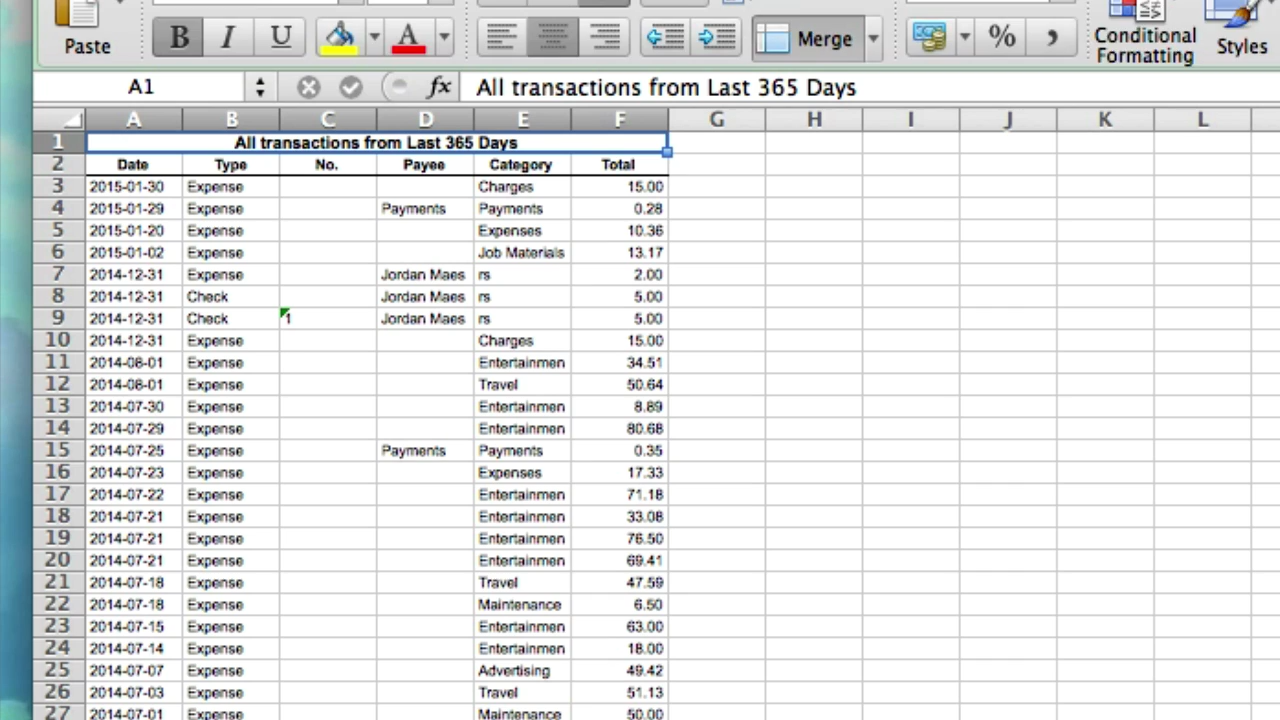 Paste B I U A Merge % , Conditional Formatting Styles
A1 fx All transactions from Last 365 Days
A B C D E F G H I J K L
1 All transactions from Last 365 Days
2 Date Type No. Payee Category Total
3 2015-01-30 Expense Charges 15.00
4 2015-01-29 Expense Payments Payments 0.28
5 2015-01-20 Expense Expenses 10.36
6 2015-01-02 Expense Job Materials 13.17
7 2014-12-31 Expense Jordan Maes rs 2.00
8 2014-12-31 Check Jordan Maes rs 5.00
9 2014-12-31 Check 1 Jordan Maes rs 5.00
10 2014-12-31 Expense Charges 15.00
11 2014-08-01 Expense Entertainmen 34.51
12 2014-08-01 Expense Travel 50.64
13 2014-07-30 Expense Entertainmen 8.89
14 2014-07-29 Expense Entertainmen 80.68
15 2014-07-25 Expense Payments Payments 0.35
16 2014-07-23 Expense Expenses 17.33
17 2014-07-22 Expense Entertainmen 71.18
18 2014-07-21 Expense Entertainmen 33.08
19 2014-07-21 Expense Entertainmen 76.50
20 2014-07-21 Expense Entertainmen 69.41
21 2014-07-18 Expense Travel 47.59
22 2014-07-18 Expense Maintenance 6.50
23 2014-07-15 Expense Entertainmen 63.00
24 2014-07-14 Expense Entertainmen 18.00
25 2014-07-07 Expense Advertising 49.42
26 2014-07-03 Expense Travel 51.13
27 2014-07-01 Expense Maintenance 50.00